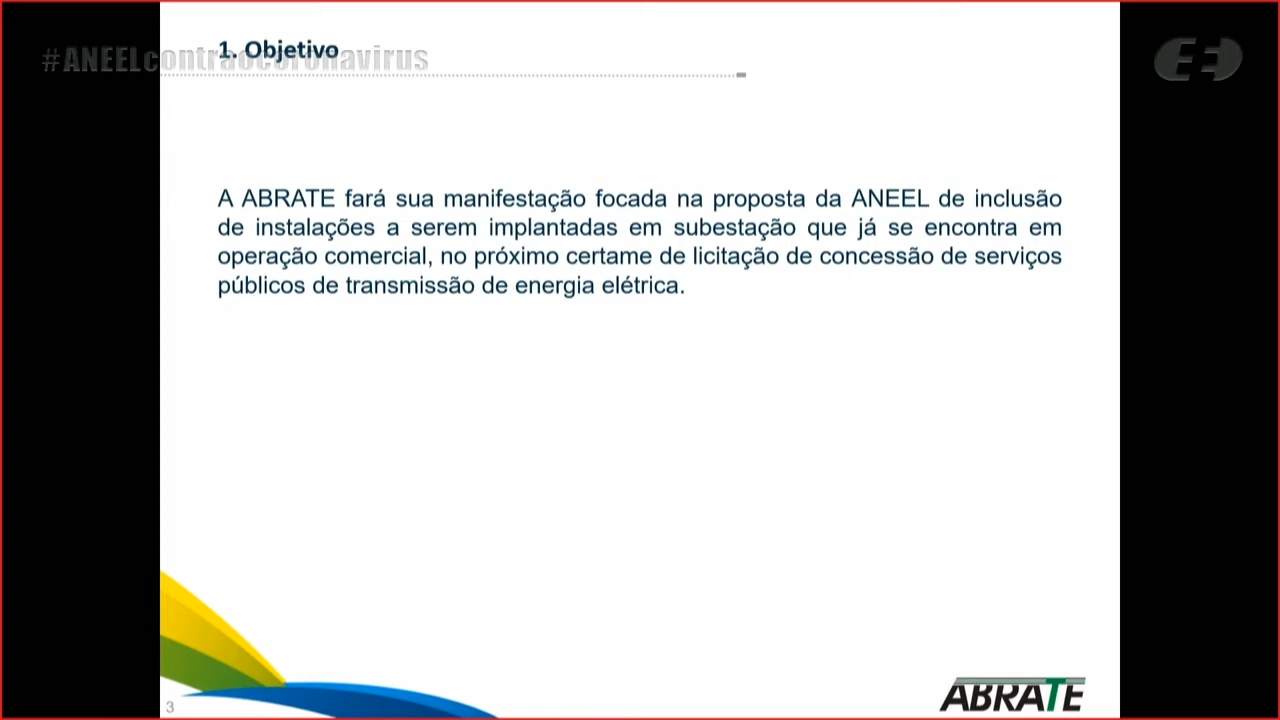 #ANEELcontraocoronavirus
1. Objetivo
A ABRATE fará sua manifestação focada na proposta da ANEEL de inclusão
de instalações a serem implantadas em subestação que já se encontra em
operação comercial, no próximo certame de licitação de concessão de serviços
públicos de transmissão de energia elétrica.
3
ABRATE